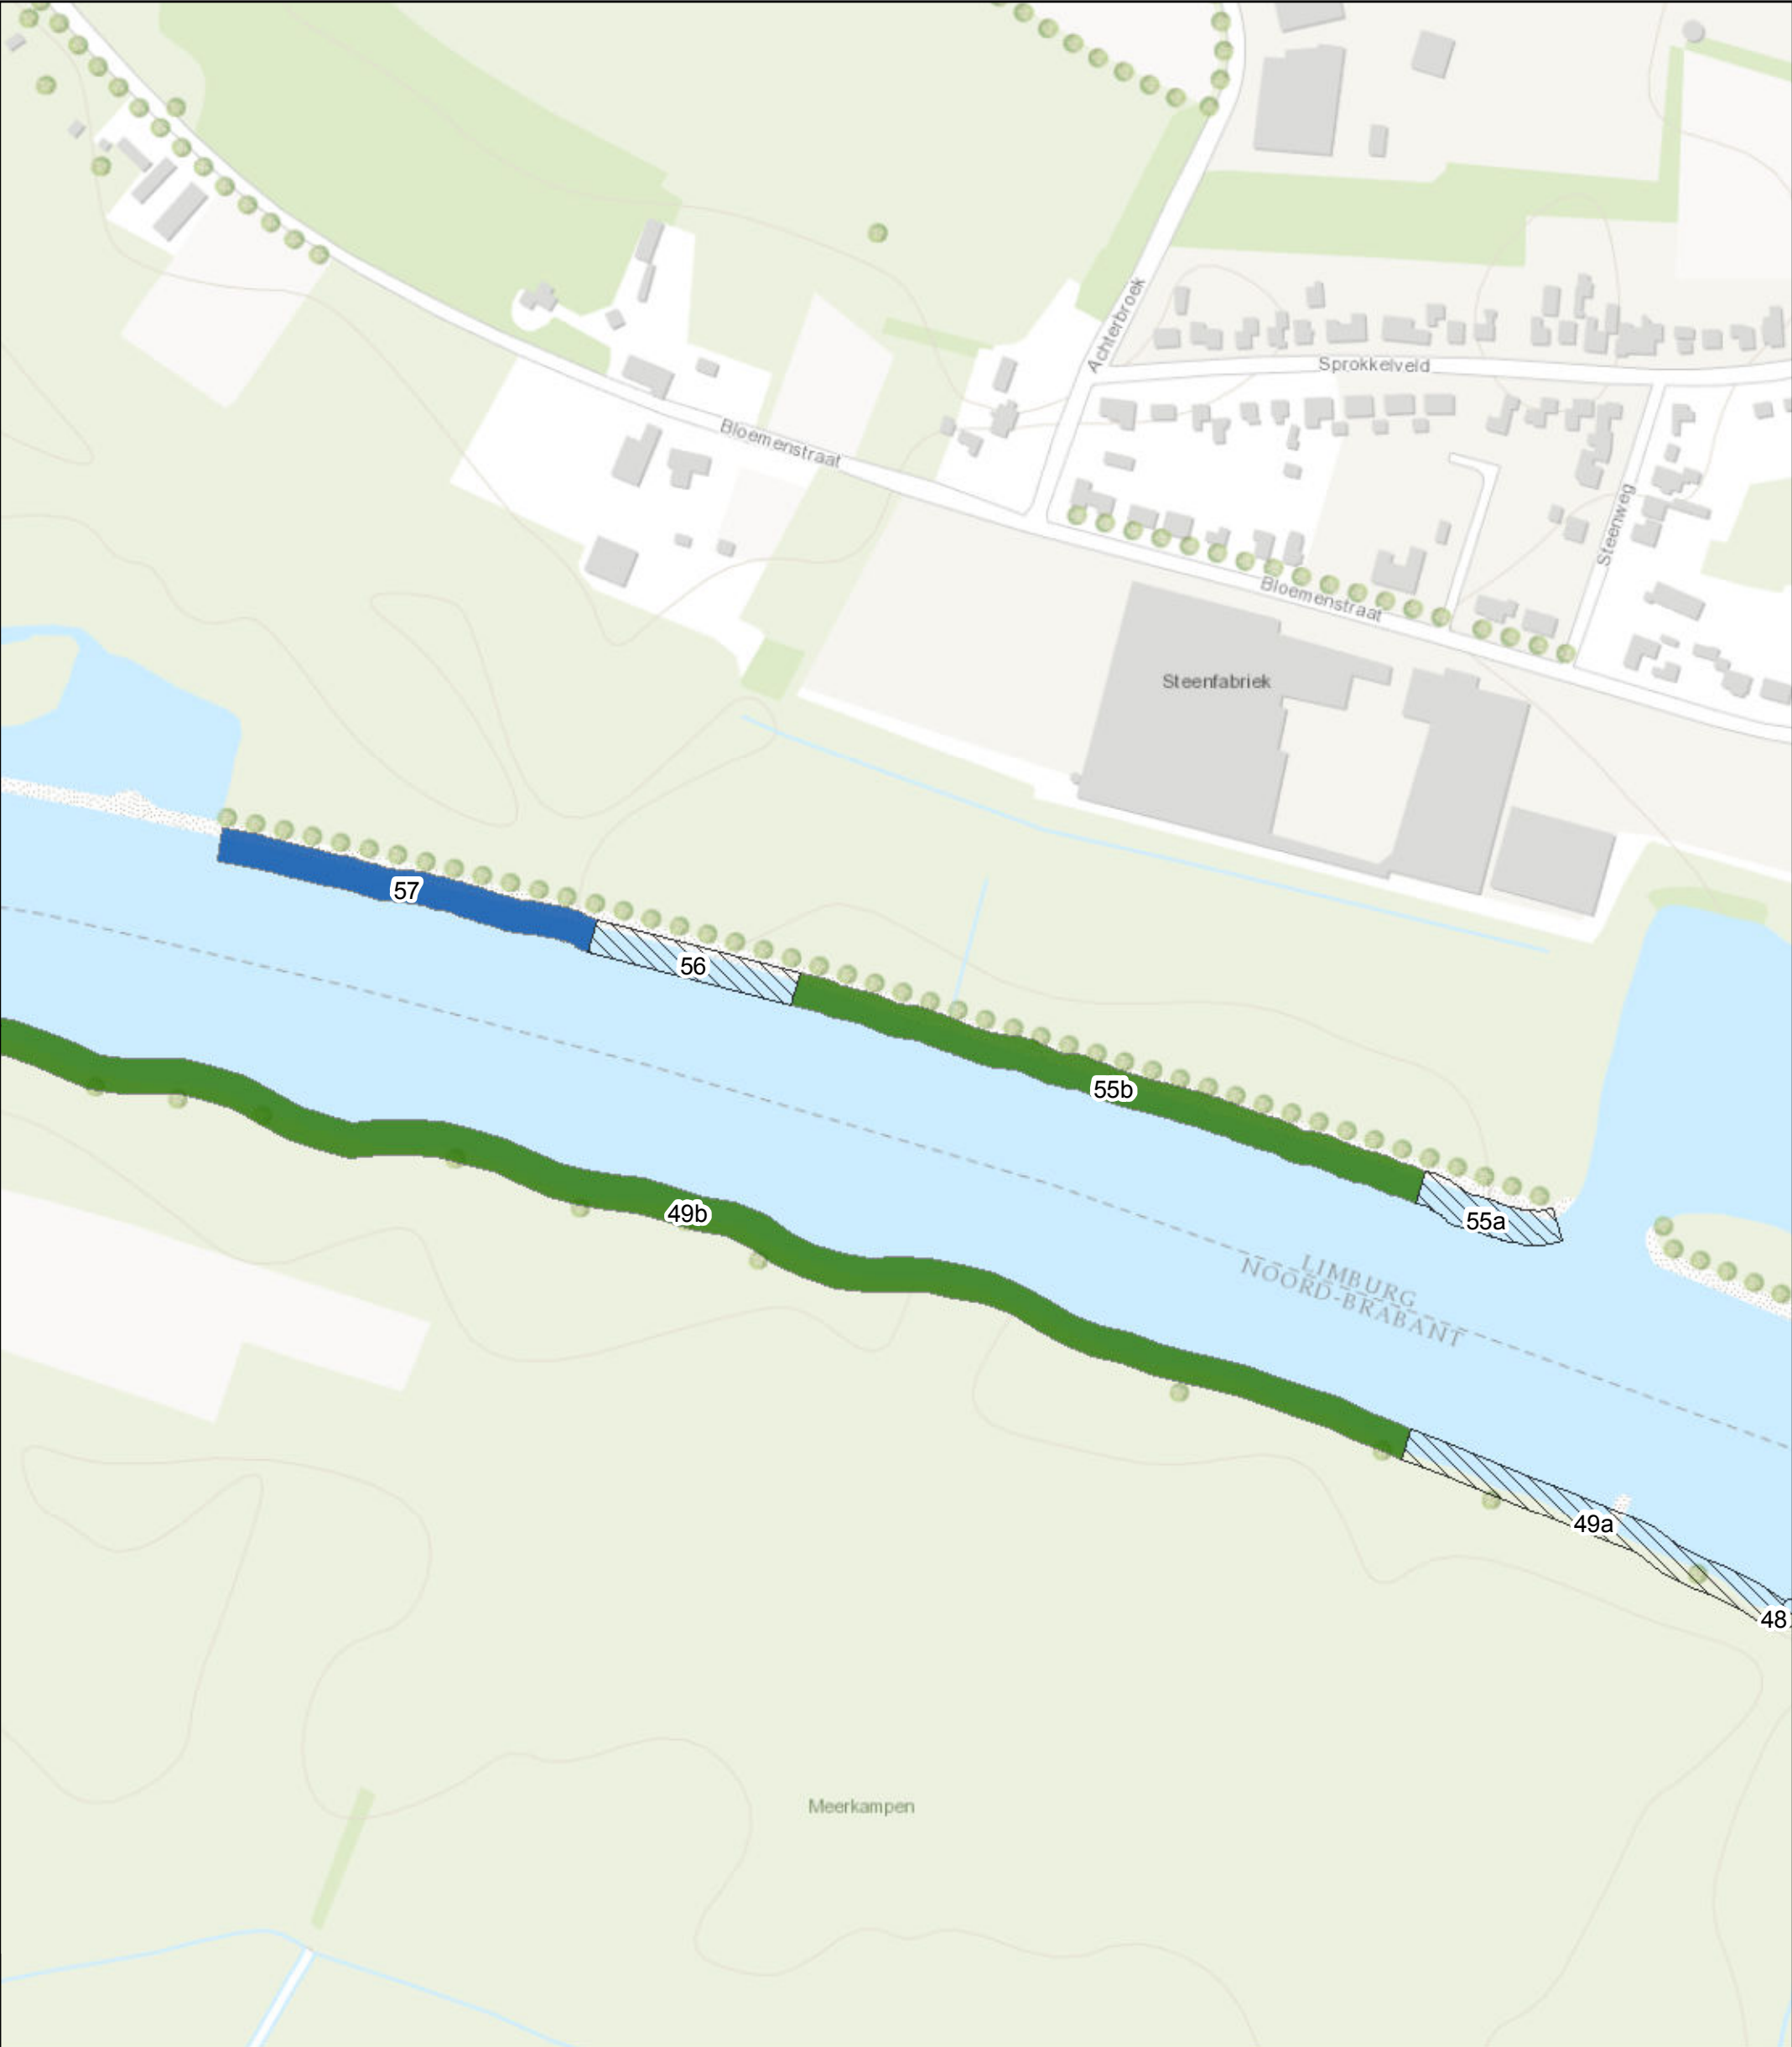 Achterbroek
Sprokkelveld
Bloemenstraat
Steenweg
Bloemenstraat
Steenfabriek
57
56
55b
49b
55a
LIMBURG
NOORD-BRABANT
49a
48
Meerkampen